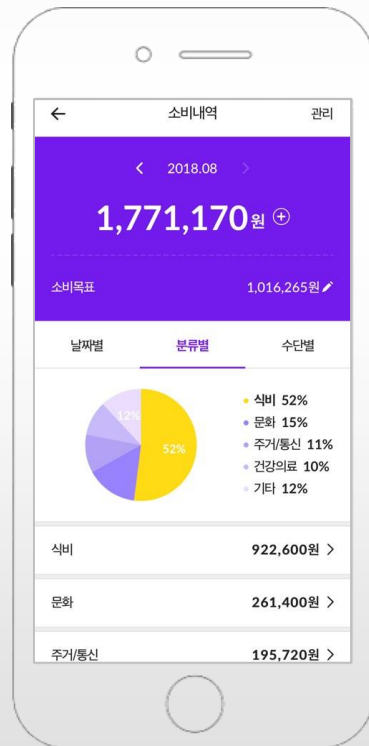 ← 소비내역 관리
< 2018.08 >
1,771,170원 +
소비목표 1,016,265원
날짜별 분류별 수단별
12%
52%
식비 52%
문화 15%
주거/통신 11%
건강의료 10%
기타 12%
식비 922,600원 >
문화 261,400원 >
주거/통신 195,720원 >